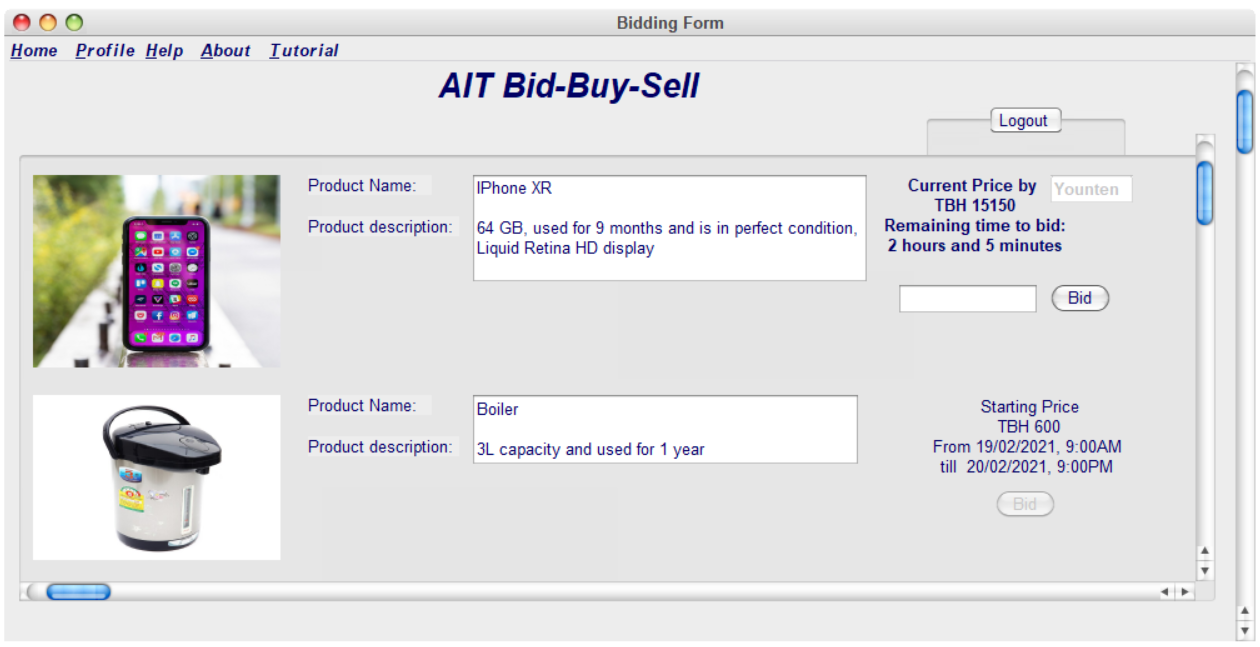 Bidding Form
Home Profile Help About Tutorial
AIT Bid-Buy-Sell
Logout
Product Name:
IPhone XR
Product description:
64 GB, used for 9 months and is in perfect condition,
Liquid Retina HD display
Current Price by Younten
TBH 15150
Remaining time to bid:
2 hours and 5 minutes
Bid
Product Name:
Boiler
Product description:
3L capacity and used for 1 year
Starting Price
TBH 600
From 19/02/2021, 9:00AM
till 20/02/2021, 9:00PM
Bid